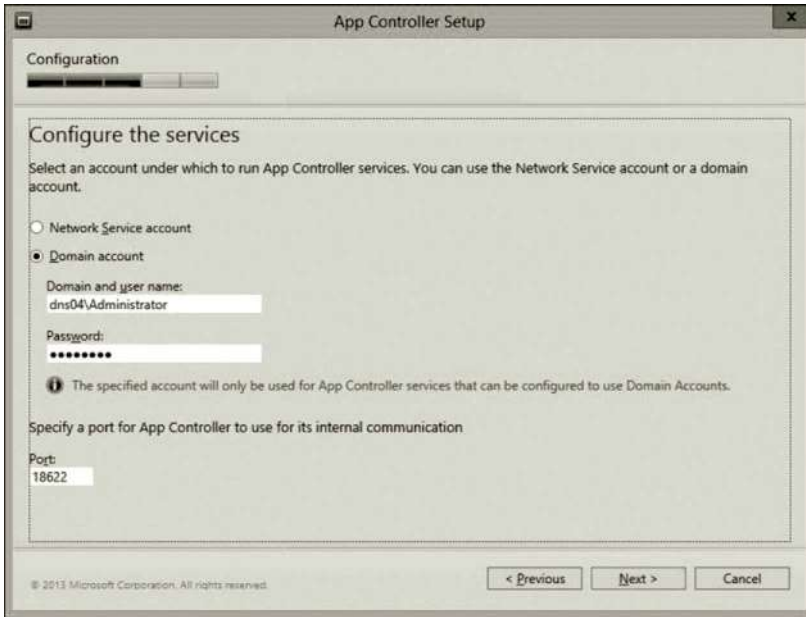 App Controller Setup
x
Configuration
Configure the services
Select an account under which to run App Controller services. You can use the Network Service account or a domain
account.
Network Service account
Domain account
Domain and user name:
dns04\Administrator
Password:
••••••••
The specified account will only be used for App Controller services that can be configured to use Domain Accounts.
Specify a port for App Controller to use for its internal communication
Port:
18622
© 2013 Microsoft Corporation. All rights reserved.
< Previous
Next >
Cancel